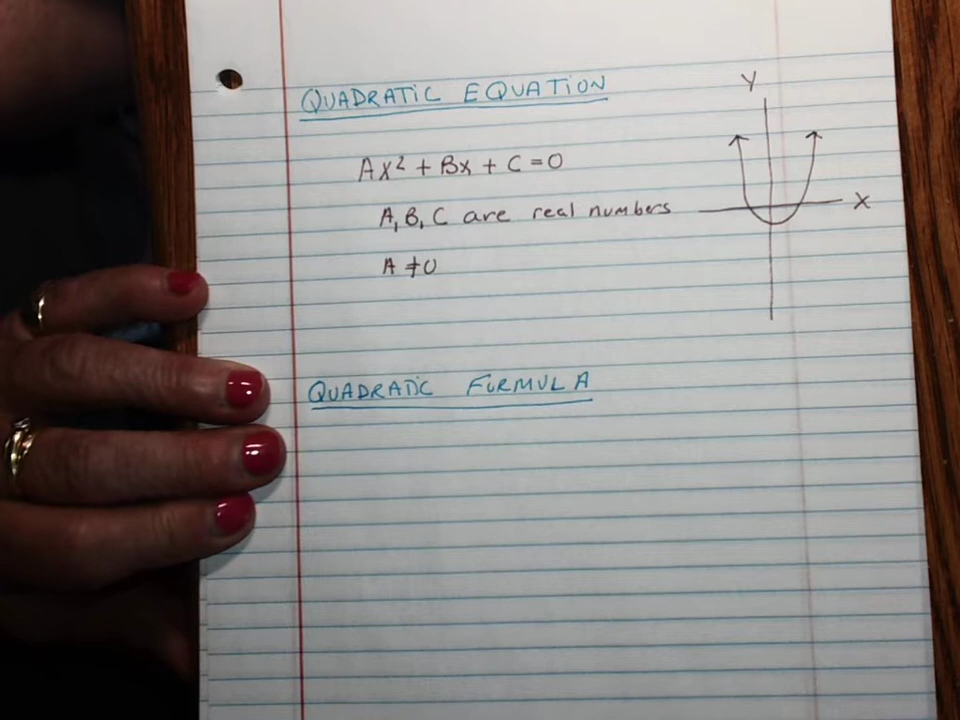 QUADRATIC EQUATION
Y
Ax² + Bx + C = 0
A, B, C are real numbers
X
A ≠ 0
QUADRATIC FORMULA